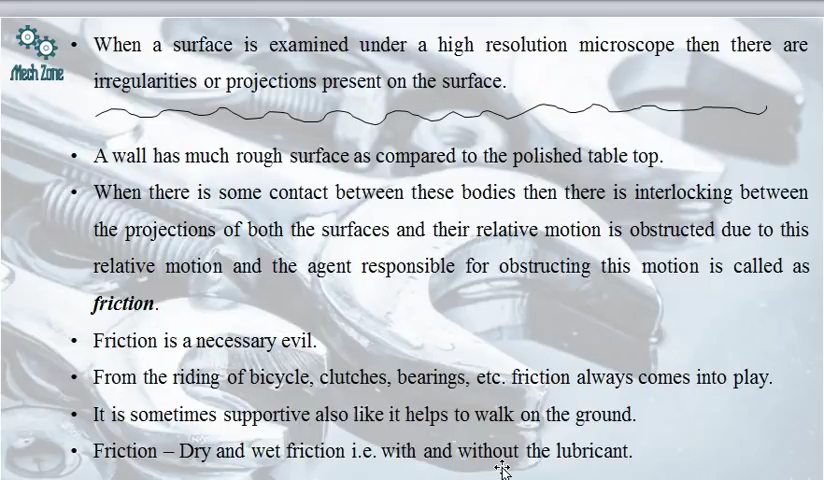 Mech Zone
• When a surface is examined under a high resolution microscope then there are
irregularities or projections present on the surface.
• A wall has much rough surface as compared to the polished table top.
• When there is some contact between these bodies then there is interlocking between
the projections of both the surfaces and their relative motion is obstructed due to this
relative motion and the agent responsible for obstructing this motion is called as
friction.
• Friction is a necessary evil.
• From the riding of bicycle, clutches, bearings, etc. friction always comes into play.
• It is sometimes supportive also like it helps to walk on the ground.
• Friction – Dry and wet friction i.e. with and without the lubricant.